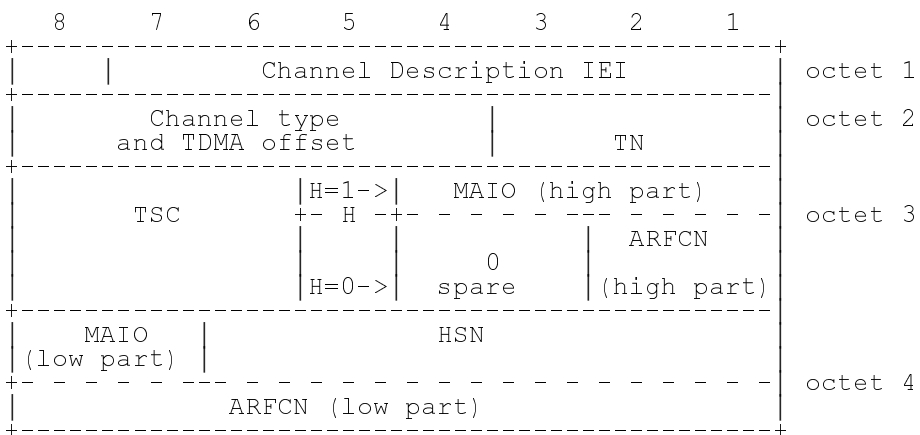 8 7 6 5 4 3 2 1
Channel Description IEI octet 1
Channel type octet 2
and TDMA offset TN
H=1-> MAIO (high part)
TSC H octet 3
ARFCN
0
H=0-> spare (high part)
MAIO HSN
(low part)
octet 4
ARFCN (low part)